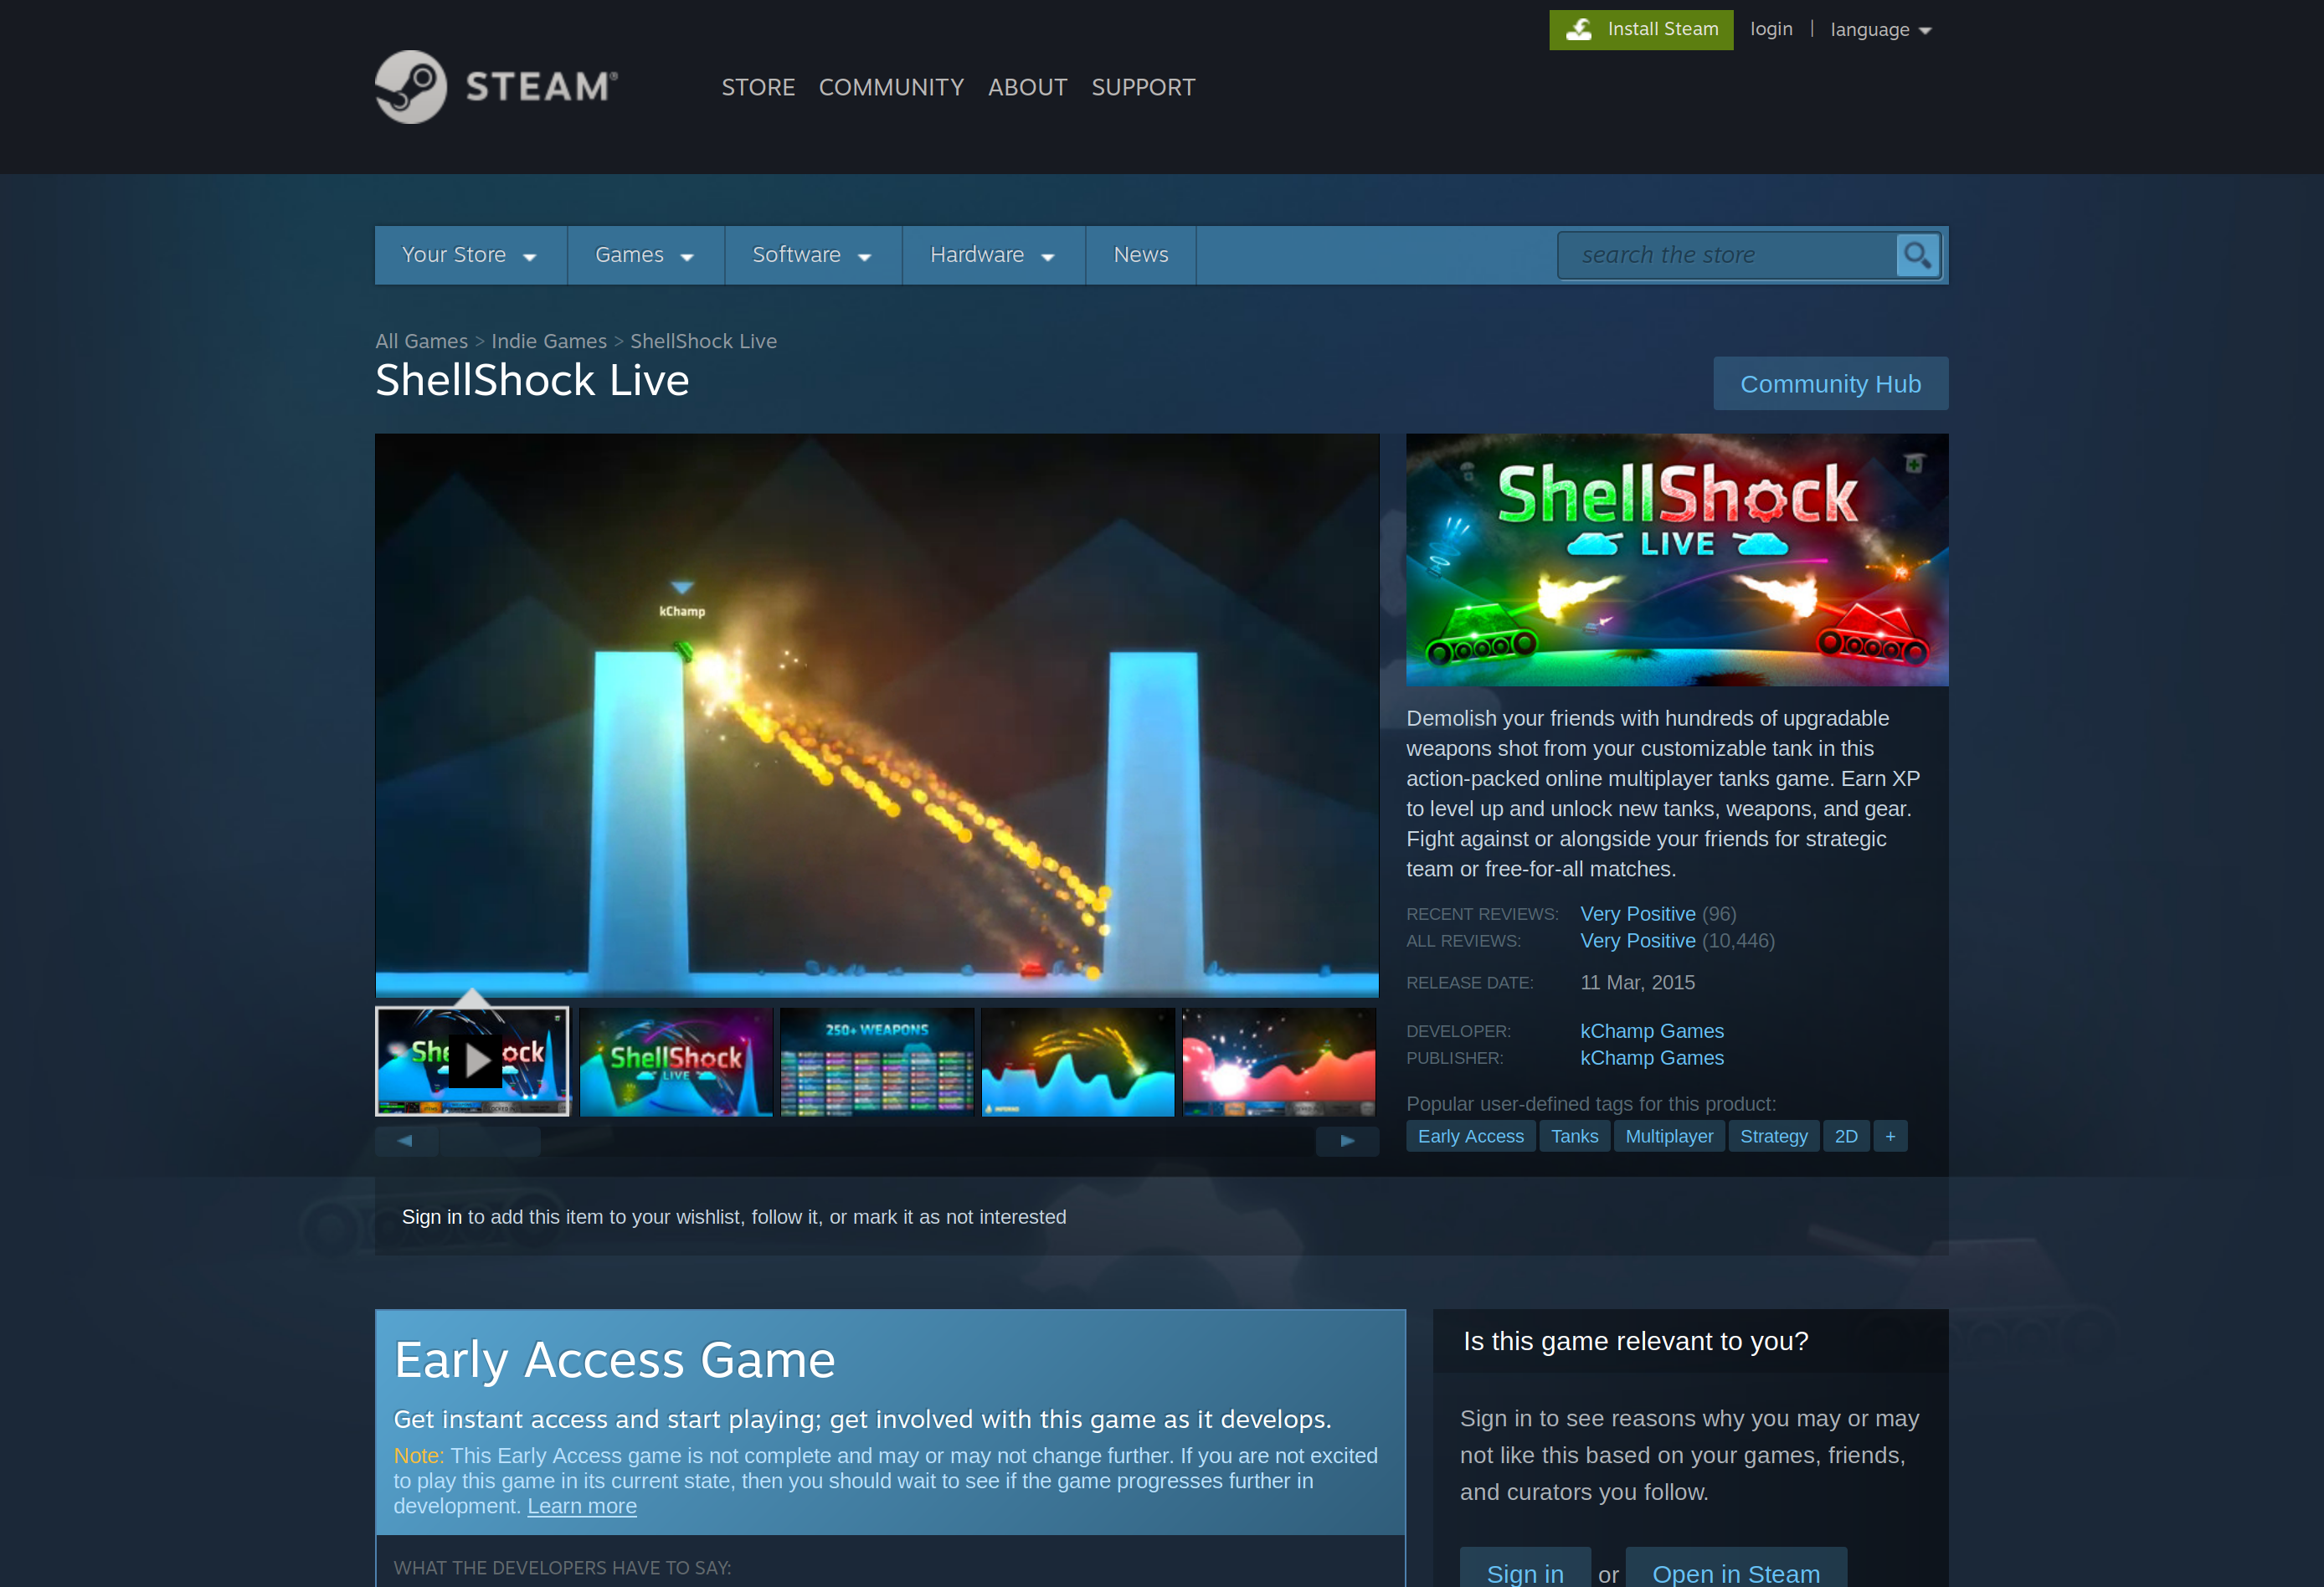 Install Steam
login | language
STEAM®
STORE COMMUNITY ABOUT SUPPORT
Your Store
Games
Software
Hardware
News
search the store
All Games > Indie Games > ShellShock Live
ShellShock Live
Community Hub
kChamp
ShellShock
LIVE
Demolish your friends with hundreds of upgradable
weapons shot from your customizable tank in this
action-packed online multiplayer tanks game. Earn XP
to level up and unlock new tanks, weapons, and gear.
Fight against or alongside your friends for strategic
team or free-for-all matches.
RECENT REVIEWS: Very Positive (96)
ALL REVIEWS: Very Positive (10,446)
RELEASE DATE: 11 Mar, 2015
DEVELOPER: kChamp Games
PUBLISHER: kChamp Games
Popular user-defined tags for this product:
Early Access Tanks Multiplayer Strategy 2D +
She ock
ShellShock
LIVE
250+ WEAPONS
Sign in to add this item to your wishlist, follow it, or mark it as not interested
Early Access Game
Get instant access and start playing; get involved with this game as it develops.
Note: This Early Access game is not complete and may or may not change further. If you are not excited
to play this game in its current state, then you should wait to see if the game progresses further in
development. Learn more
WHAT THE DEVELOPERS HAVE TO SAY:
Is this game relevant to you?
Sign in to see reasons why you may or may
not like this based on your games, friends,
and curators you follow.
Sign in or Open in Steam